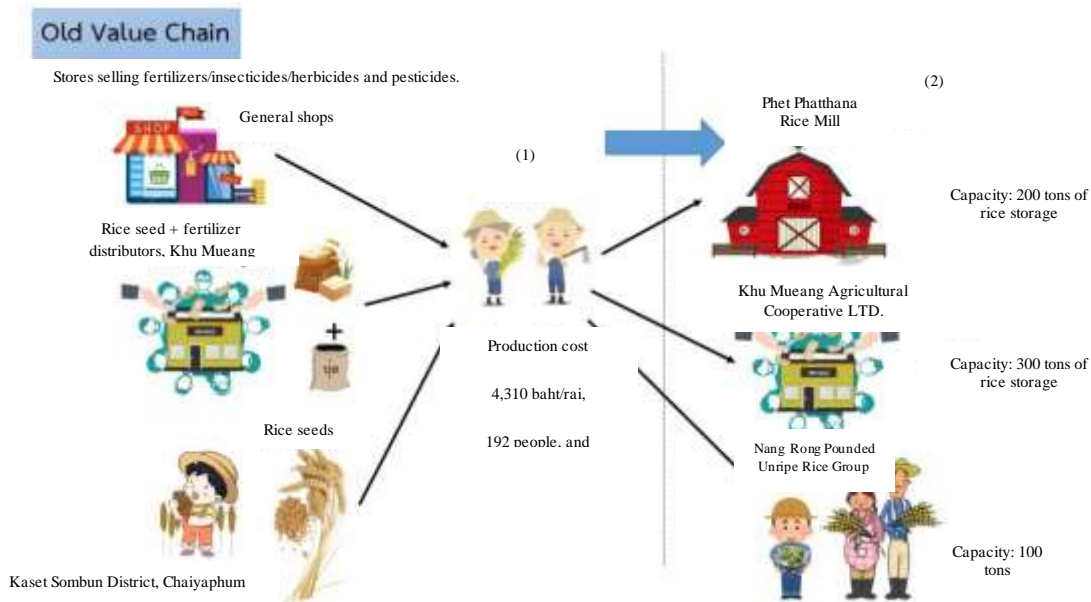 Old Value Chain
Stores selling fertilizers/insecticides/herbicides and pesticides.
General shops
SHOP
Rice seed + fertilizer
distributors, Khu Mueang
+
ปุ๋ย
Rice seeds
Kaset Sombun District, Chaiyaphum
(1)
Production cost
4,310 baht/rai,
192 people, and
(2)
Phet Phatthana
Rice Mill
Capacity: 200 tons of
rice storage
Khu Mueang Agricultural
Cooperative LTD.
Capacity: 300 tons of
rice storage
Nang Rong Pounded
Unripe Rice Group
Capacity: 100
tons